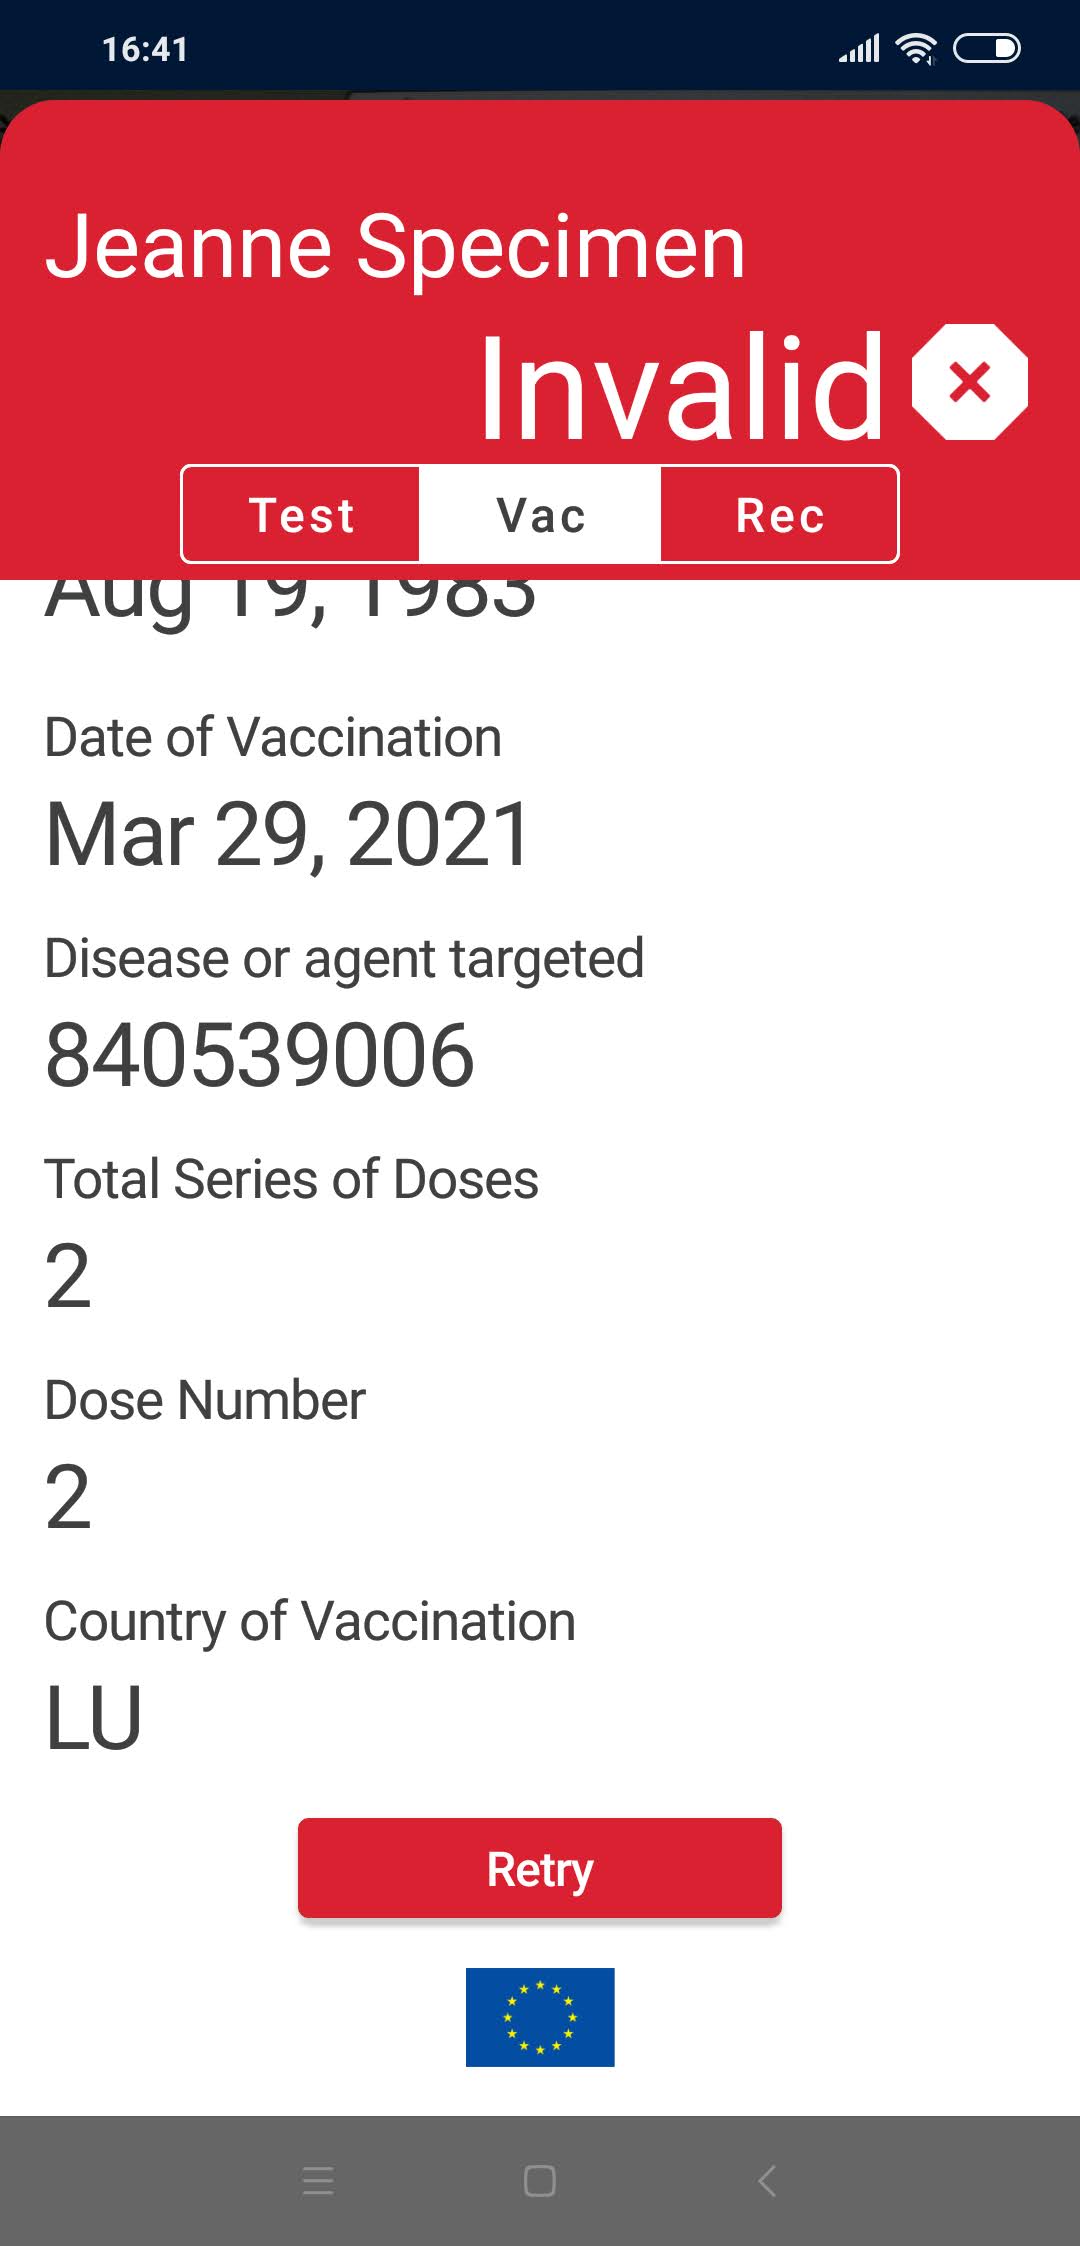 16:41
Jeanne Specimen
Invalid
Test Vac Rec
Aug 19, 1983
Date of Vaccination
Mar 29, 2021
Disease or agent targeted
840539006
Total Series of Doses
2
Dose Number
2
Country of Vaccination
LU
Retry